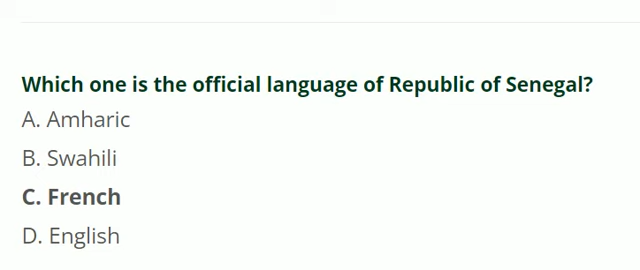 Which one is the official language of Republic of Senegal?
A. Amharic
B. Swahili
C. French
D. English